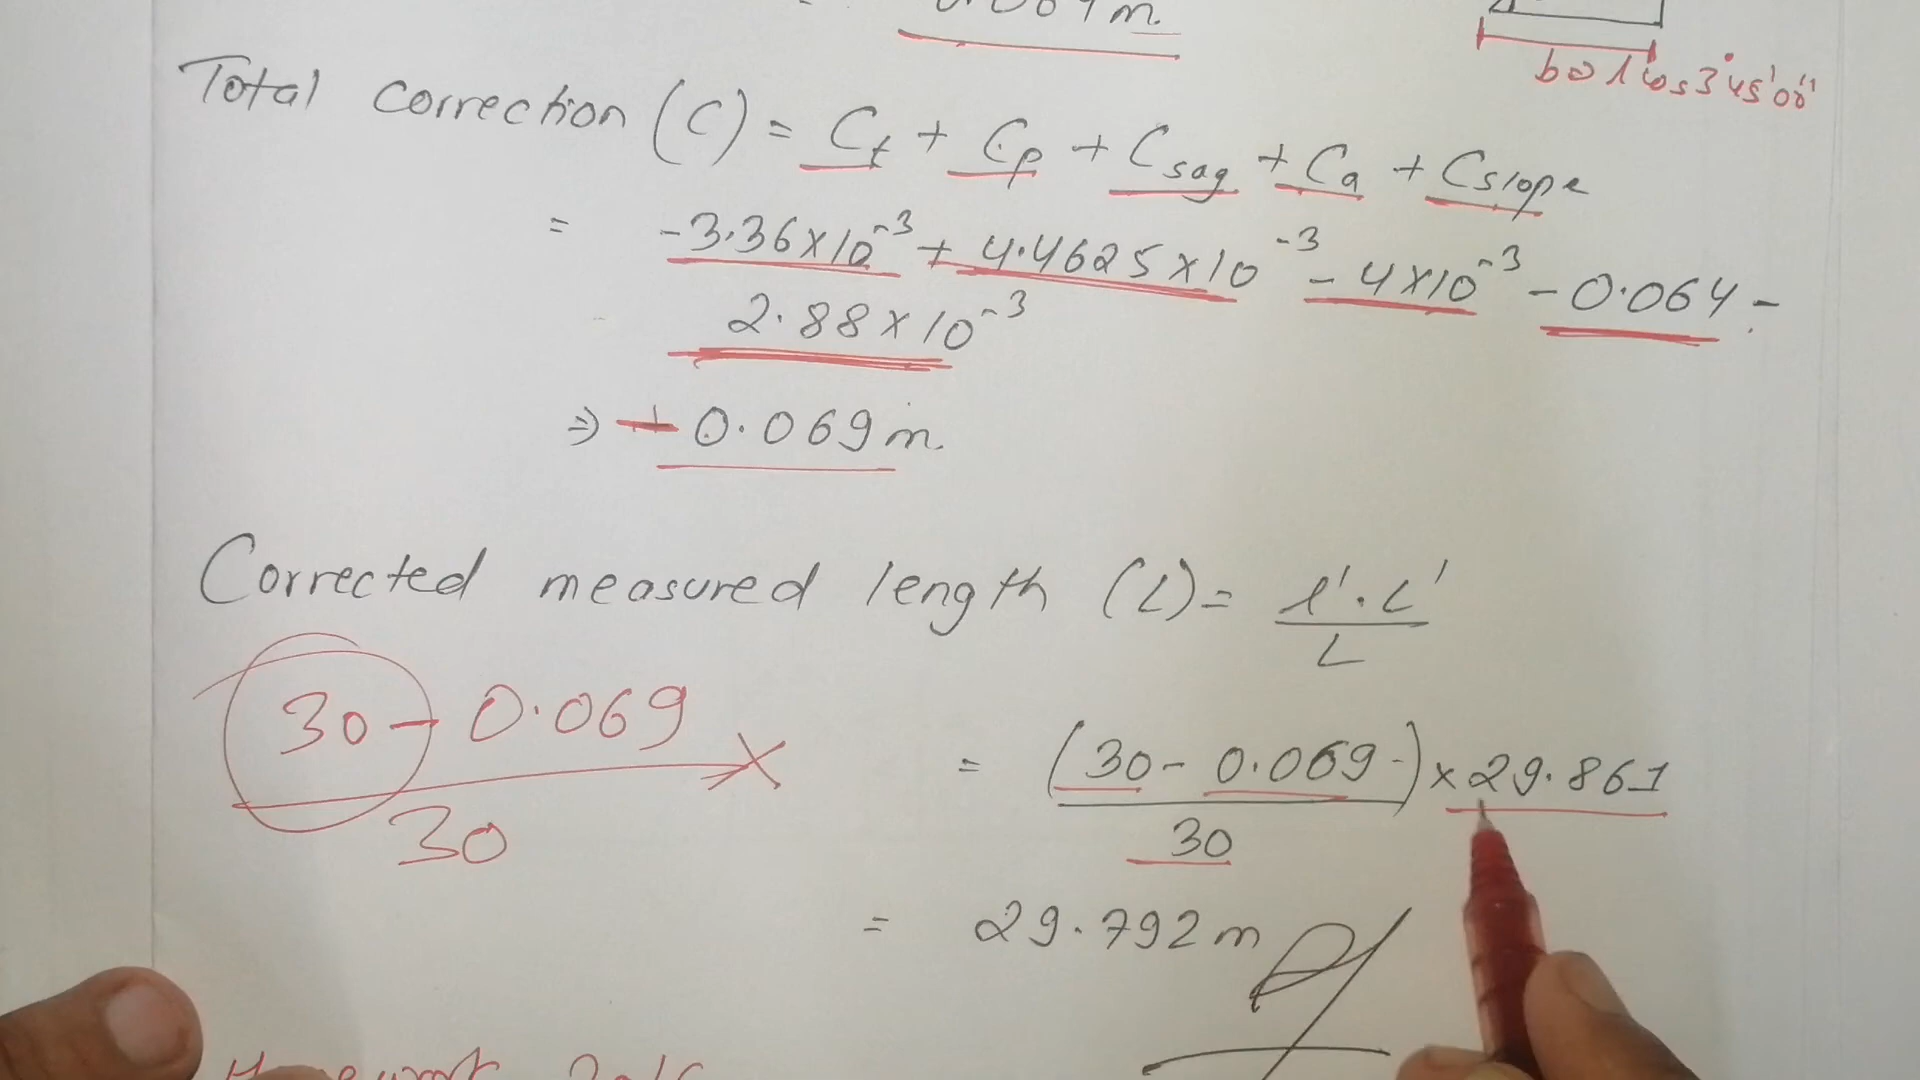 m.
Total correction (C) = Ct + Cp + Csag + Ca + Cslope
= -3.36×10⁻³ + 4.4625×10⁻³ - 4×10⁻³ - 0.064 -
2.88×10⁻³
⇒ - 0.069 m.
Corrected measured length (L) = l'.L'
L
30 - 0.069 ×
30
= (30 - 0.069) × 29.861
30
= 29.792 m